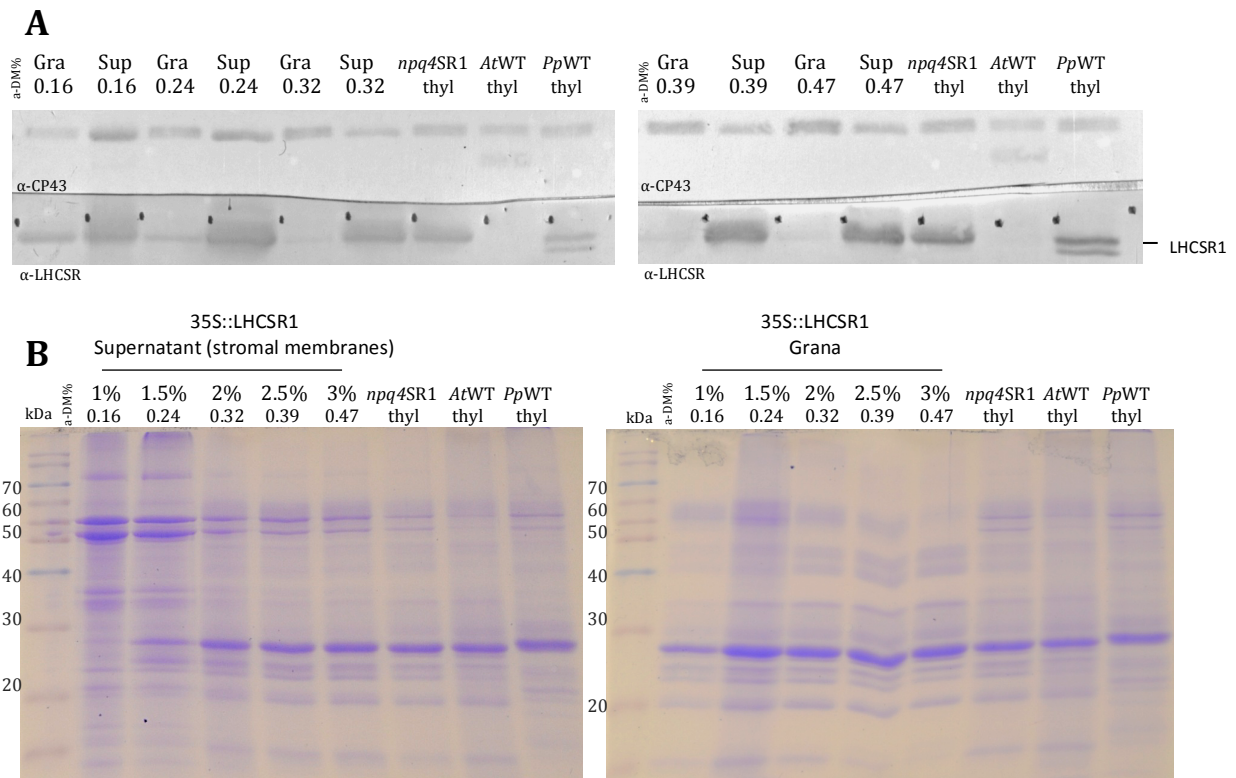 A
a-DM% Gra Sup Gra Sup Gra Sup npq4SR1 AtWT PpWT
0.16 0.16 0.24 0.24 0.32 0.32 thyl thyl thyl
α-CP43
α-LHCSR
a-DM% Gra Sup Gra Sup npq4SR1 AtWT PpWT
0.39 0.39 0.47 0.47 thyl thyl thyl
α-CP43
α-LHCSR
LHCSR1
B
35S::LHCSR1
Supernatant (stromal membranes)
a-DM% 1% 1.5% 2% 2.5% 3% npq4SR1 AtWT PpWT
kDa 0.16 0.24 0.32 0.39 0.47 thyl thyl thyl
70
60
50
40
30
20
35S::LHCSR1
Grana
a-DM% 1% 1.5% 2% 2.5% 3% npq4SR1 AtWT PpWT
kDa 0.16 0.24 0.32 0.39 0.47 thyl thyl thyl
70
60
50
40
30
20